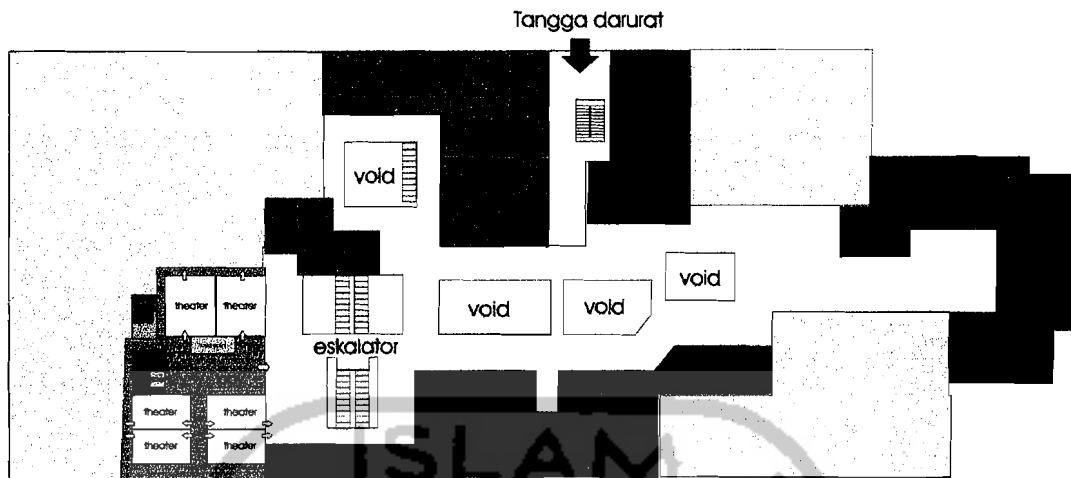 Tangga darurat
void
void
void
void
theater
theater
eskalator
theater
theater
theater
theater
ISLAM